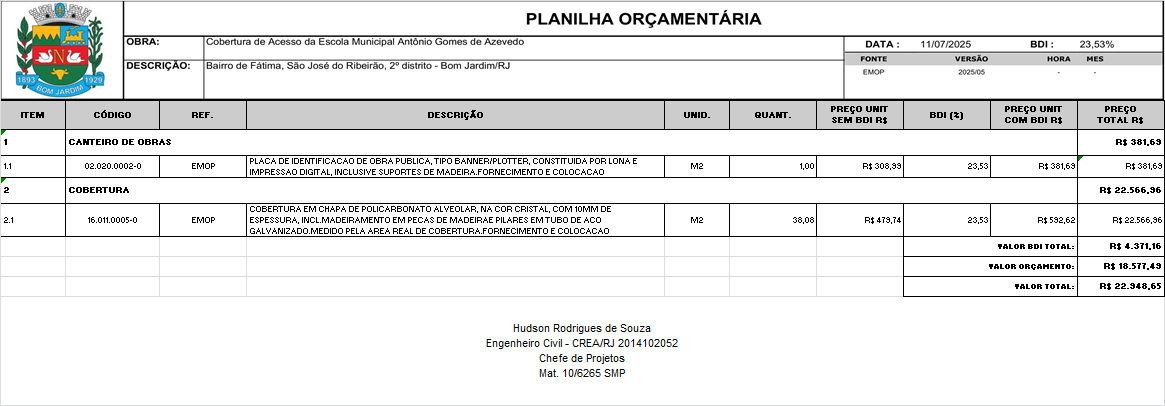 PLANILHA ORÇAMENTÁRIA
OBRA: Cobertura de Acesso da Escola Municipal Antônio Gomes de Azevedo
DATA : 11/07/2025 BDI : 23,53%
DESCRIÇÃO: Bairro de Fátima, São José do Ribeirão, 2º distrito - Bom Jardim/RJ
FONTE VERSÃO HORA MES
EMOP 2025/05 - -
1893 BOM JARDIM 1929
ITEM CÓDIGO REF. DESCRIÇÃO UNID. QUANT. PREÇO UNIT SEM BDI R$ BDI (%) PREÇO UNIT COM BDI R$ PREÇO TOTAL R$
1 CANTEIRO DE OBRAS R$ 381,69
1.1 02.020.0002-0 EMOP PLACA DE IDENTIFICACAO DE OBRA PUBLICA, TIPO BANNER/PLOTTER, CONSTITUIDA POR LONA E M2 1,00 R$ 308,99 23,53 R$ 381,69 R$ 381,69
IMPRESSAO DIGITAL, INCLUSIVE SUPORTES DE MADEIRA.FORNECIMENTO E COLOCACAO
2 COBERTURA R$ 22.566,96
COBERTURA EM CHAPA DE POLICARBONATO ALVEOLAR, NA COR CRISTAL, COM 10MM DE
2.1 16.011.0005-0 EMOP ESPESSURA, INCL.MADEIRAMENTO EM PECAS DE MADEIRAE PILARES EM TUBO DE ACO M2 38,08 R$ 479,74 23,53 R$ 592,62 R$ 22.566,96
GALVANIZADO.MEDIDO PELA AREA REAL DE COBERTURA.FORNECIMENTO E COLOCACAO
VALOR BDI TOTAL: R$ 4.371,16
VALOR ORÇAMENTO: R$ 18.577,49
VALOR TOTAL: R$ 22.948,65
Hudson Rodrigues de Souza
Engenheiro Civil - CREA/RJ 2014102052
Chefe de Projetos
Mat. 10/6265 SMP